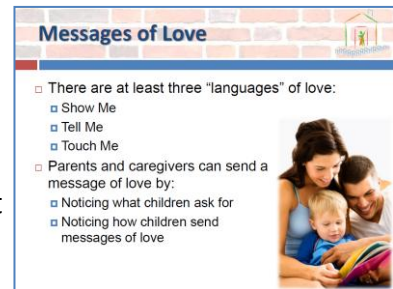 Messages of Love
There are at least three “languages” of love:
Show Me
Tell Me
Touch Me
Parents and caregivers can send a
message of love by:
Noticing what children ask for
Noticing how children send
messages of love